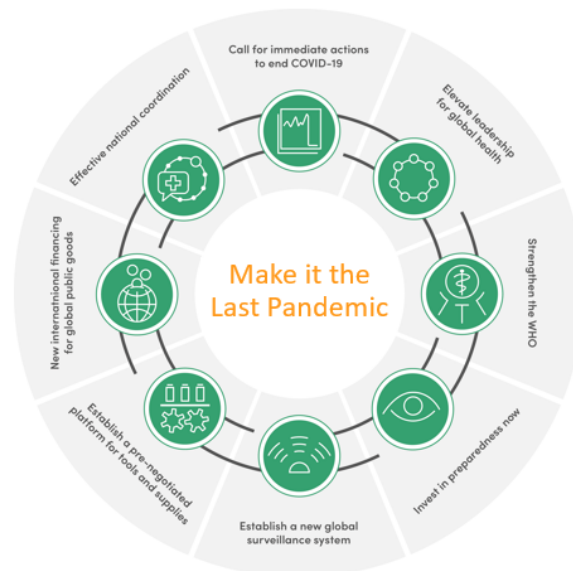 Call for immediate actions
to end COVID-19
Elevate leadership
for global health
Strengthen the WHO
Invest in preparedness now
Establish a new global
surveillance system
Establish a pre-negotiated
platform for tools and supplies
New internatnional financing
for global public goods
Effective national coordination
Make it the
Last Pandemic